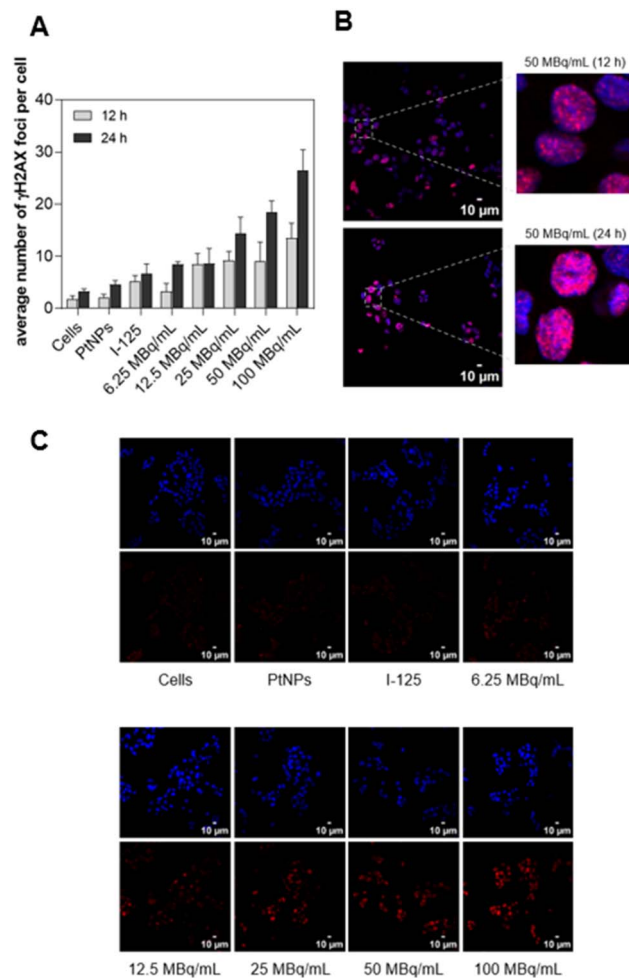 A
B
average number of γH2AX foci per cell
40
30
20
10
0
12 h
24 h
Cells
PtNPs
I-125
6.25 MBq/mL
12.5 MBq/mL
25 MBq/mL
50 MBq/mL
100 MBq/mL
50 MBq/mL (12 h)
10 µm
50 MBq/mL (24 h)
10 µm
C
10 µm 10 µm 10 µm 10 µm
10 µm 10 µm 10 µm 10 µm
Cells PtNPs I-125 6.25 MBq/mL
10 µm 10 µm 10 µm 10 µm
10 µm 10 µm 10 µm 10 µm
12.5 MBq/mL 25 MBq/mL 50 MBq/mL 100 MBq/mL